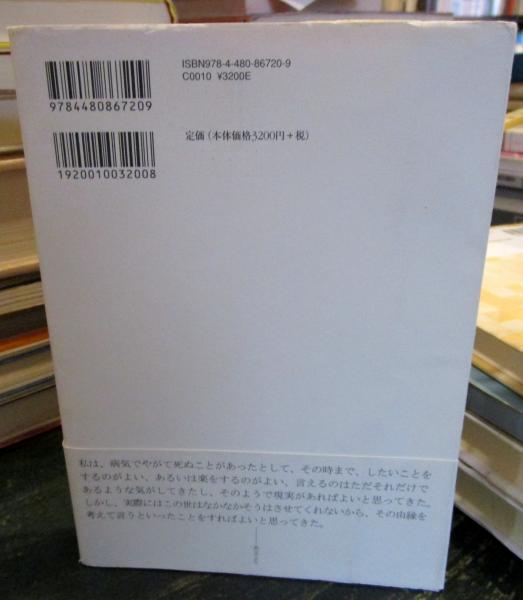 ISBN978-4-480-86720-9
C0010 ¥3200E
9784480867209
定価（本体価格3200円＋税）
1920010032008
私は、病気でやがて死ぬことがあったとして、その時まで、したいことを
するのがよい、あるいは楽をするのがよい、言えるのはただそれだけで
あるような気がしてきたし、そのようで現実があればよいと思ってきた。
しかし、実際にはこの世はなかなかそうはさせてくれないから、その由縁を
考えて言うといったことをすればよいと思ってきた。